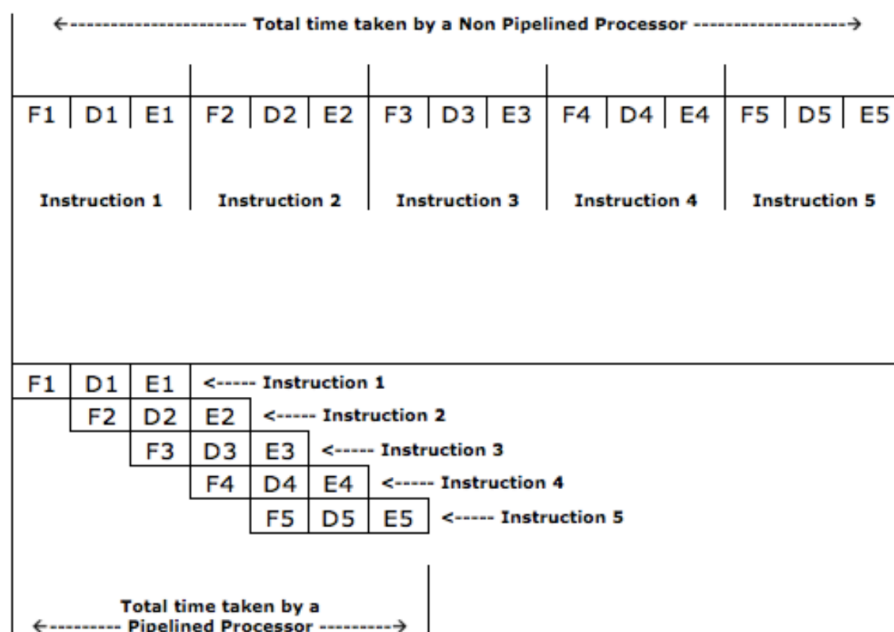 <---------------------- Total time taken by a Non Pipelined Processor ------------------->
F1 D1 E1 F2 D2 E2 F3 D3 E3 F4 D4 E4 F5 D5 E5
Instruction 1 Instruction 2 Instruction 3 Instruction 4 Instruction 5
F1 D1 E1 <----- Instruction 1
F2 D2 E2 <----- Instruction 2
F3 D3 E3 <----- Instruction 3
F4 D4 E4 <----- Instruction 4
F5 D5 E5 <----- Instruction 5
Total time taken by a
<--------- Pipelined Processor --------->